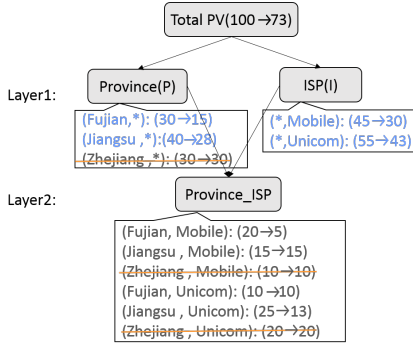 Total PV(100→73)
Province(P)
ISP(I)
Layer1:
(Fujian,*): (30→15)
(Jiangsu ,*):(40→28)
(Zhejiang ,*): (30→30)
(*,Mobile): (45→30)
(*,Unicom): (55→43)
Layer2:
Province_ISP
(Fujian, Mobile): (20→5)
(Jiangsu , Mobile): (15→15)
(Zhejiang , Mobile): (10→10)
(Fujian, Unicom): (10→10)
(Jiangsu , Unicom): (25→13)
(Zhejiang , Unicom): (20→20)